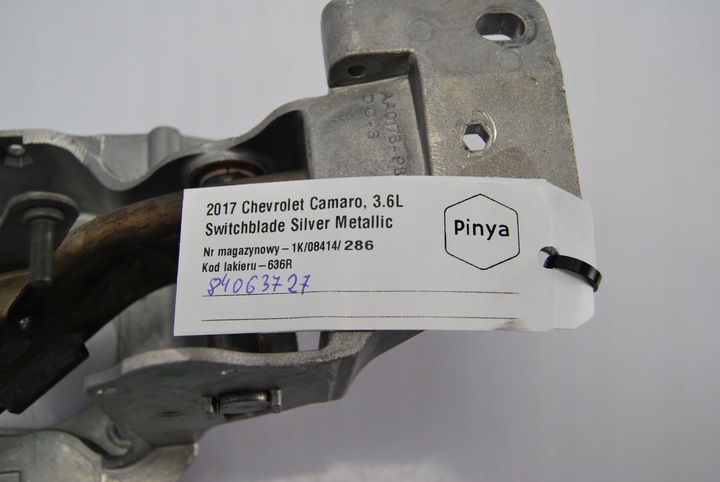 2017 Chevrolet Camaro, 3.6L
Switchblade Silver Metallic
Nr magazynowy – 1K/08414/ 286
Kod lakieru – 636R
84063727
Pinya